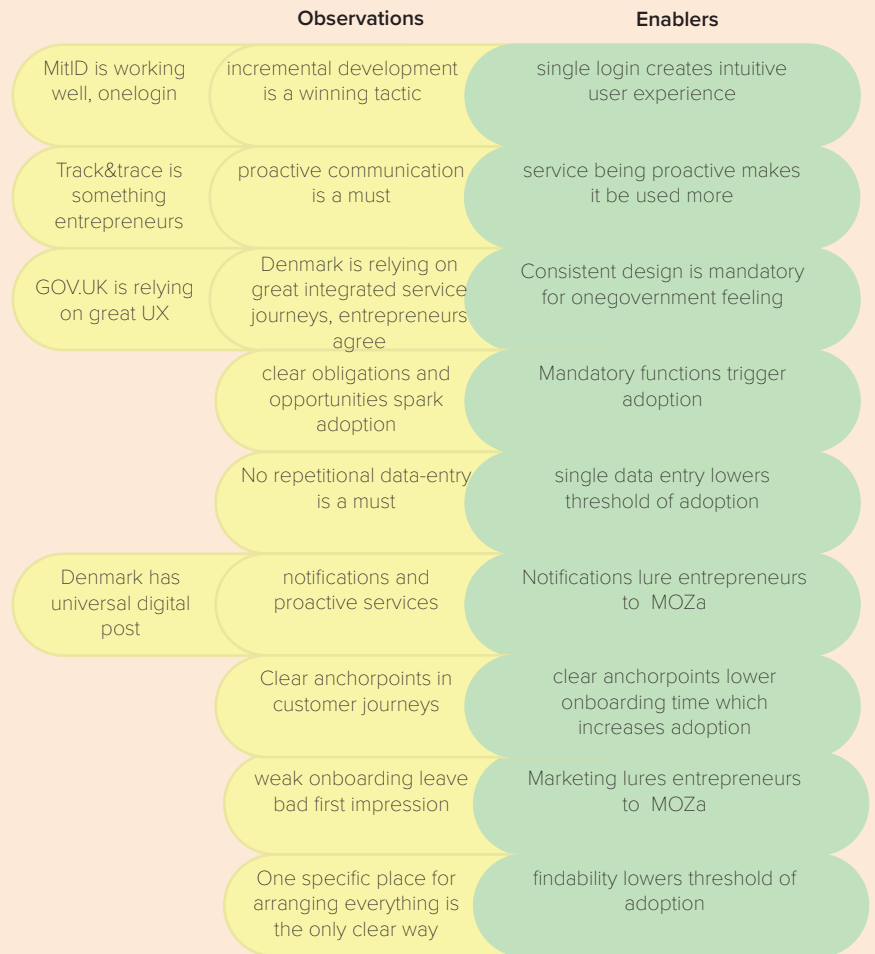 Observations
Enablers
MitID is working
well, onelogin
incremental development
is a winning tactic
single login creates intuitive
user experience
Track&trace is
something
entrepreneurs
proactive communication
is a must
service being proactive makes
it be used more
GOV.UK is relying
on great UX
Denmark is relying on
great integrated service
journeys, entrepreneurs
agree
Consistent design is mandatory
for onegovernment feeling
clear obligations and
opportunities spark
adoption
Mandatory functions trigger
adoption
No repetitional data-entry
is a must
single data entry lowers
threshold of adoption
Denmark has
universal digital
post
notifications and
proactive services
Notifications lure entrepreneurs
to MOZa
Clear anchorpoints in
customer journeys
clear anchorpoints lower
onboarding time which
increases adoption
weak onboarding leave
bad first impression
Marketing lures entrepreneurs
to MOZa
One specific place for
arranging everything is
the only clear way
findability lowers threshold of
adoption